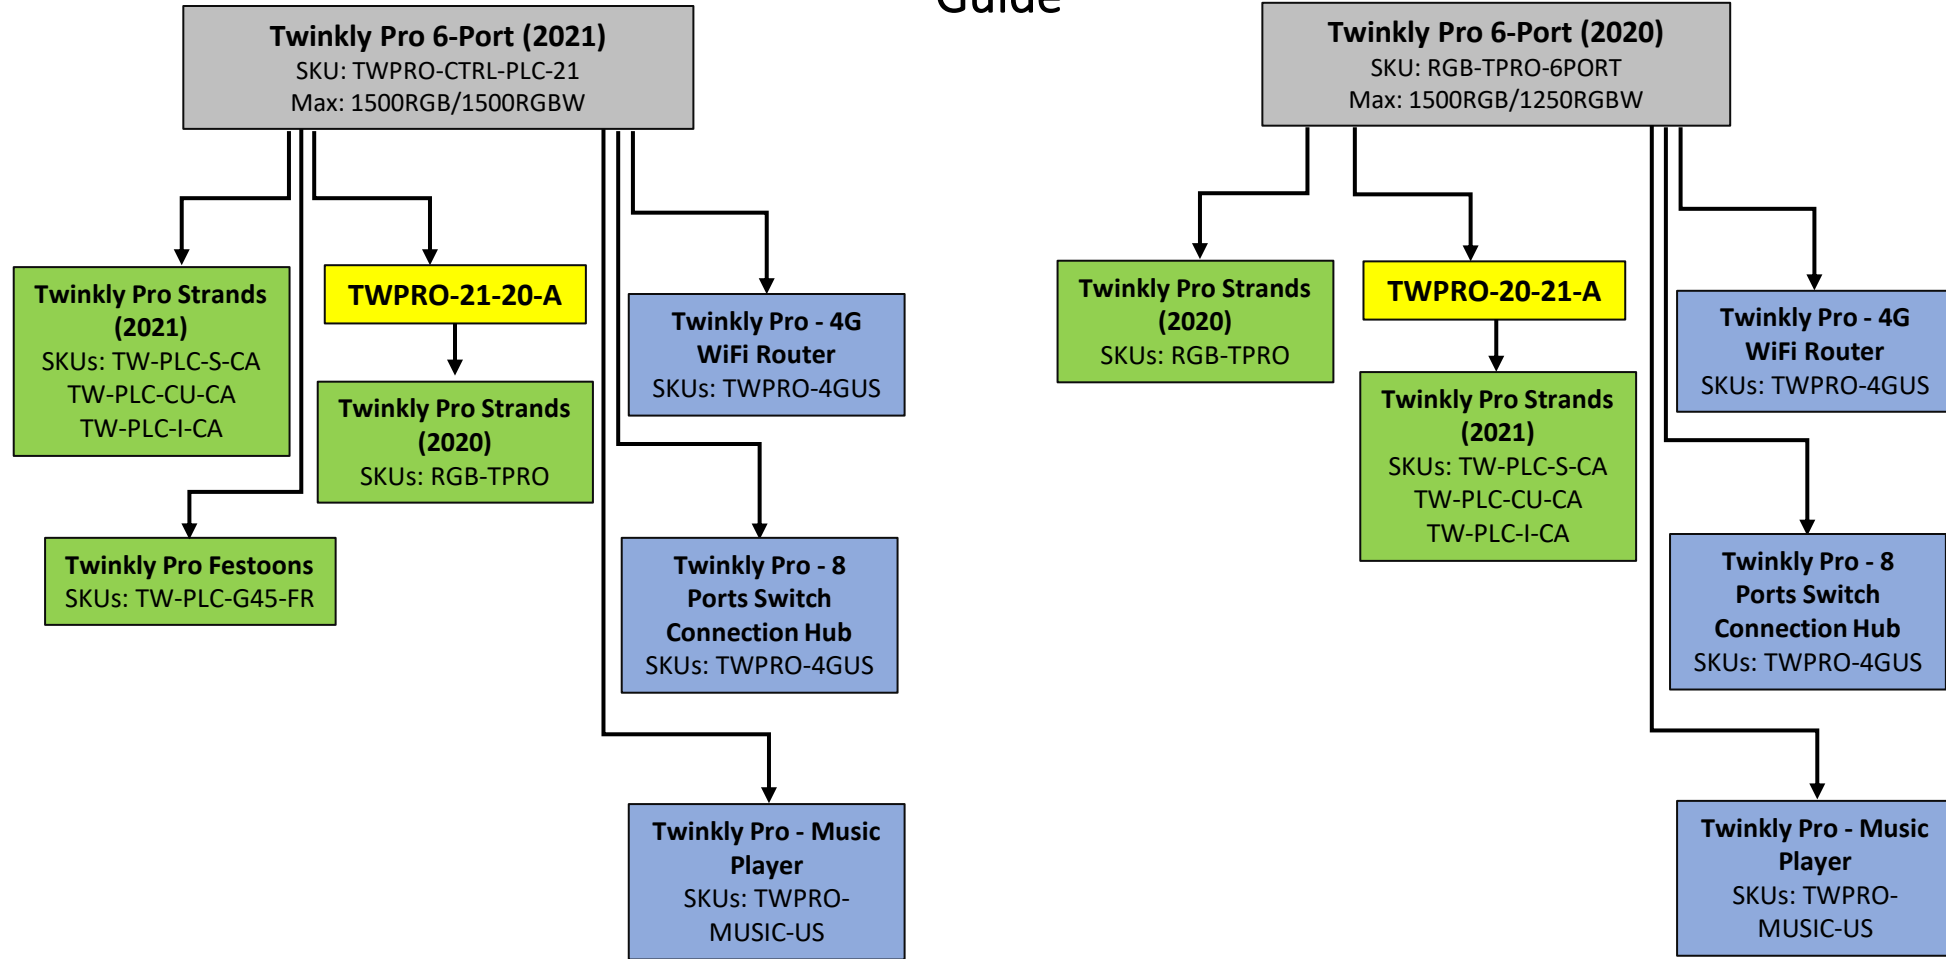 Guide
Twinkly Pro 6-Port (2021)
SKU: TWPRO-CTRL-PLC-21
Max: 1500RGB/1500RGBW
Twinkly Pro Strands
(2021)
SKUs: TW-PLC-S-CA
TW-PLC-CU-CA
TW-PLC-I-CA
TWPRO-21-20-A
Twinkly Pro Strands
(2020)
SKUs: RGB-TPRO
Twinkly Pro Festoons
SKUs: TW-PLC-G45-FR
Twinkly Pro - 4G
WiFi Router
SKUs: TWPRO-4GUS
Twinkly Pro - 8
Ports Switch
Connection Hub
SKUs: TWPRO-4GUS
Twinkly Pro - Music
Player
SKUs: TWPRO-
MUSIC-US
Twinkly Pro 6-Port (2020)
SKU: RGB-TPRO-6PORT
Max: 1500RGB/1250RGBW
Twinkly Pro Strands
(2020)
SKUs: RGB-TPRO
TWPRO-20-21-A
Twinkly Pro Strands
(2021)
SKUs: TW-PLC-S-CA
TW-PLC-CU-CA
TW-PLC-I-CA
Twinkly Pro - 4G
WiFi Router
SKUs: TWPRO-4GUS
Twinkly Pro - 8
Ports Switch
Connection Hub
SKUs: TWPRO-4GUS
Twinkly Pro - Music
Player
SKUs: TWPRO-
MUSIC-US